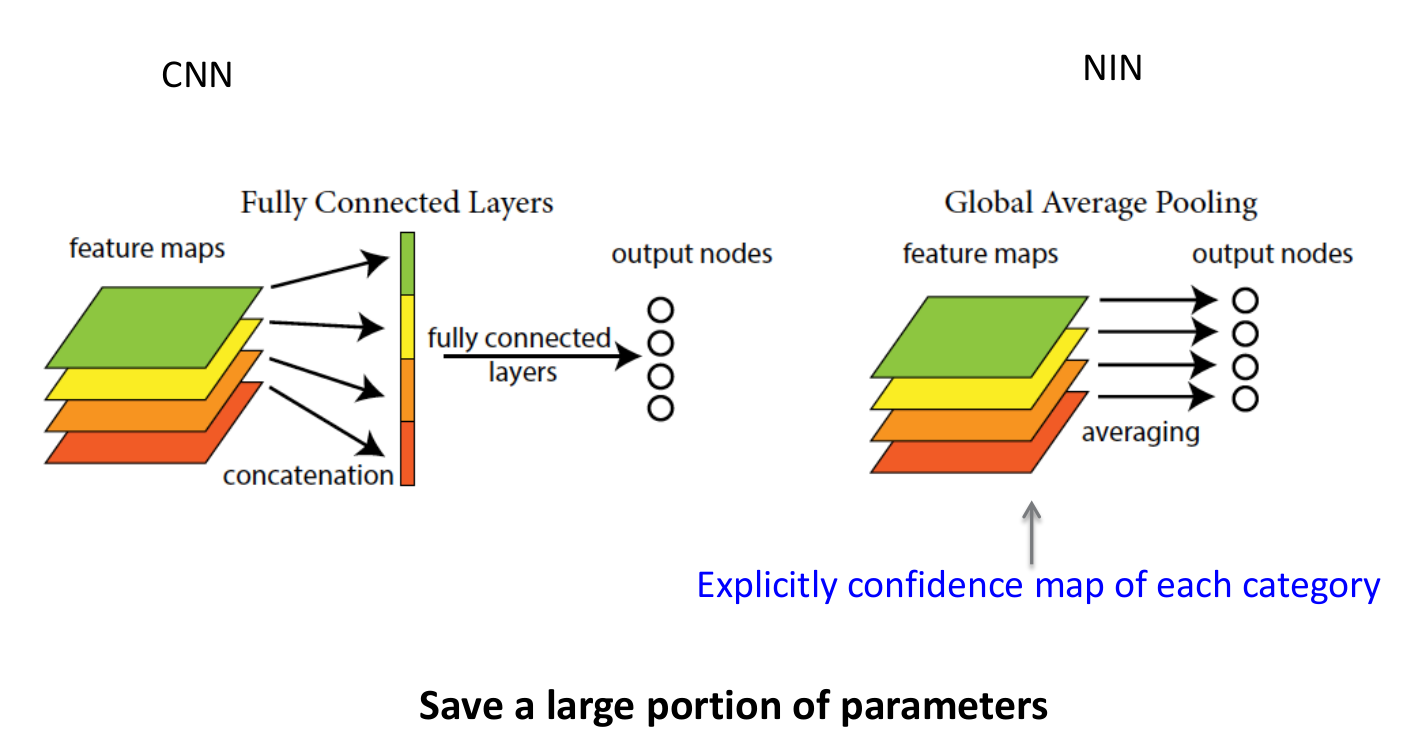 CNN
NIN
Fully Connected Layers
feature maps
output nodes
fully connected
layers
concatenation
Global Average Pooling
feature maps
output nodes
averaging
Explicitly confidence map of each category
Save a large portion of parameters